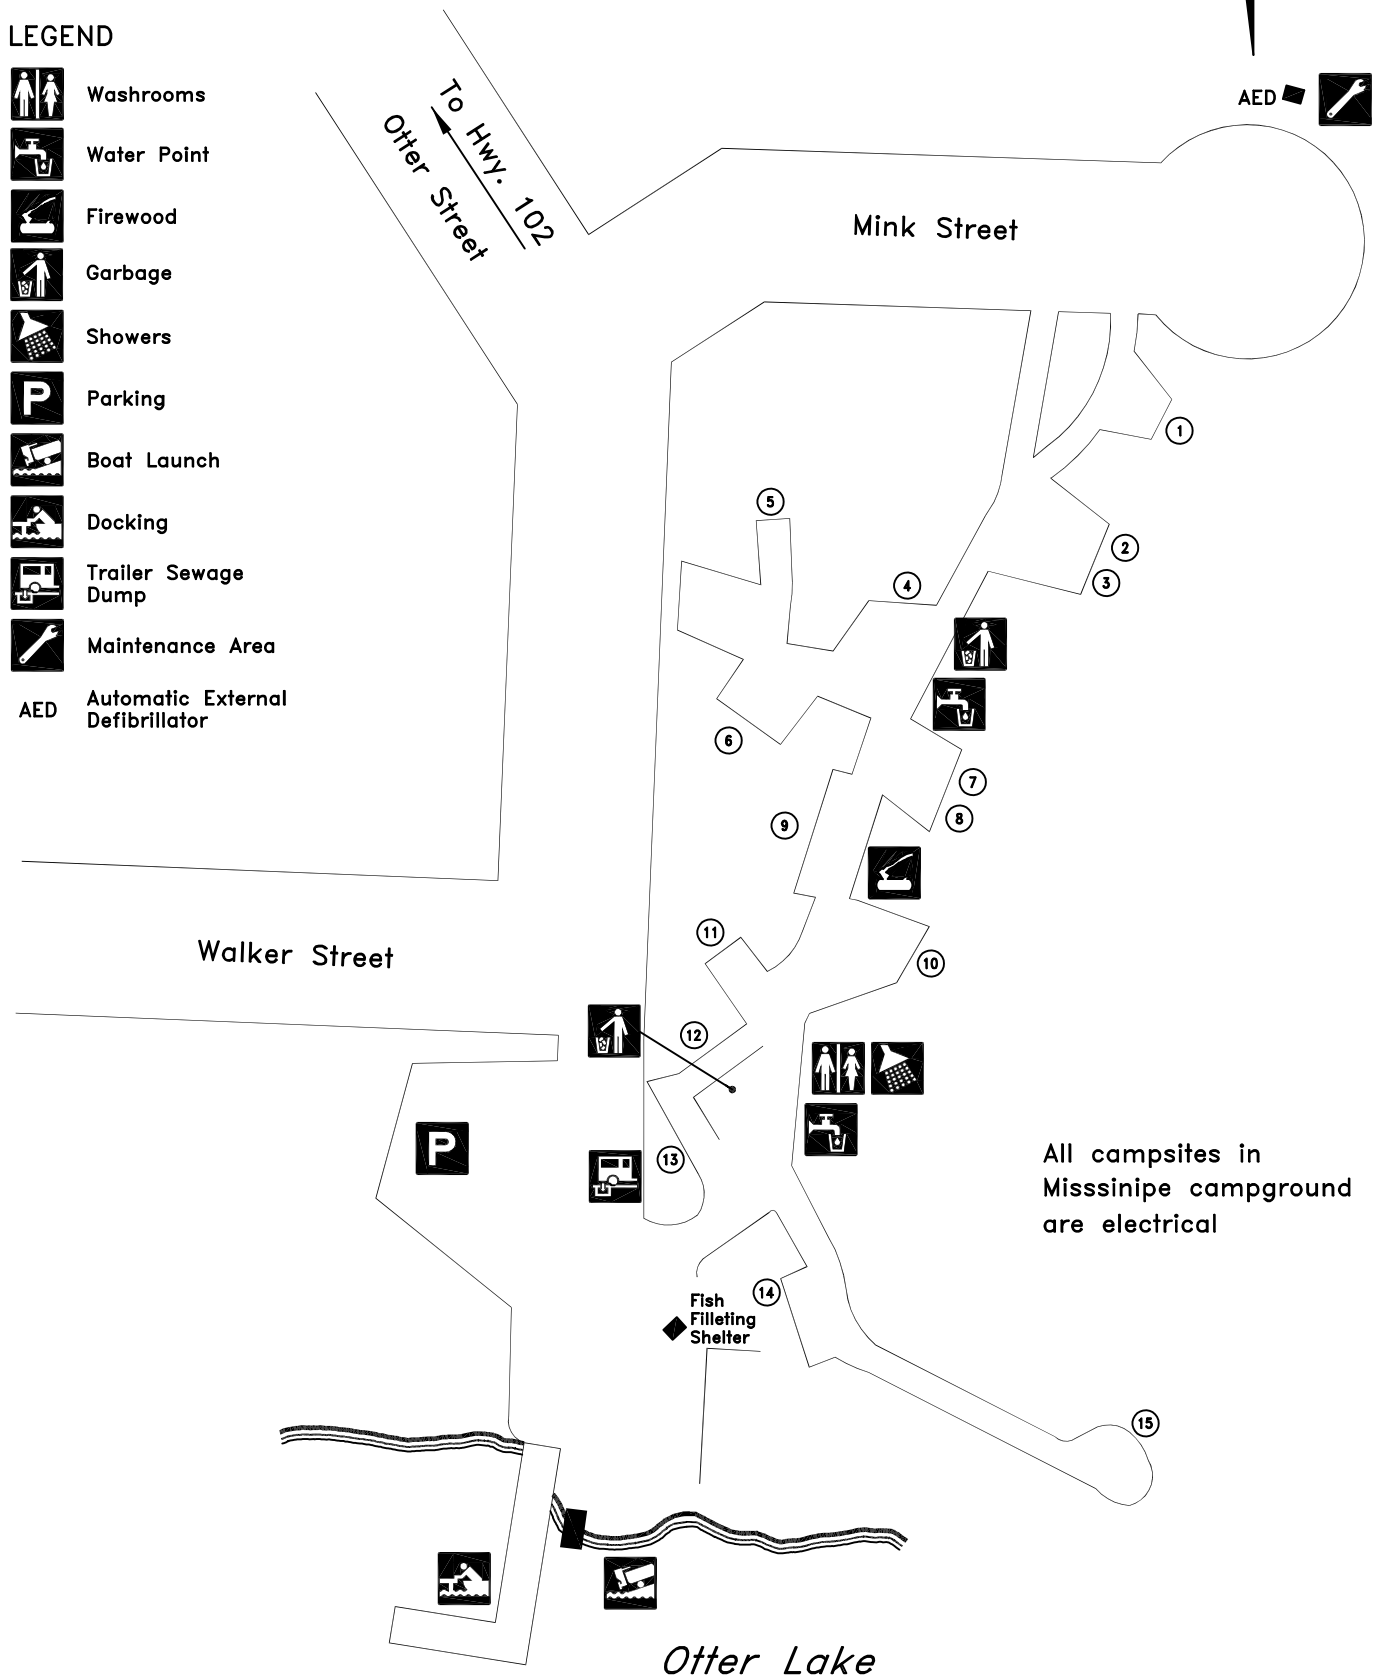 LEGEND
Washrooms
Water Point
Firewood
Garbage
Showers
P
Parking
Boat Launch
Docking
Trailer Sewage
Dump
Maintenance Area
AED
Automatic External
Defibrillator
To Hwy. 102
Otter Street
AED
Mink Street
1
5
2
3
4
6
7
8
9
11
10
Walker Street
12
P
13
All campsites in
Misssinipe campground
are electrical
14
Fish
Filleting
Shelter
15
Otter Lake